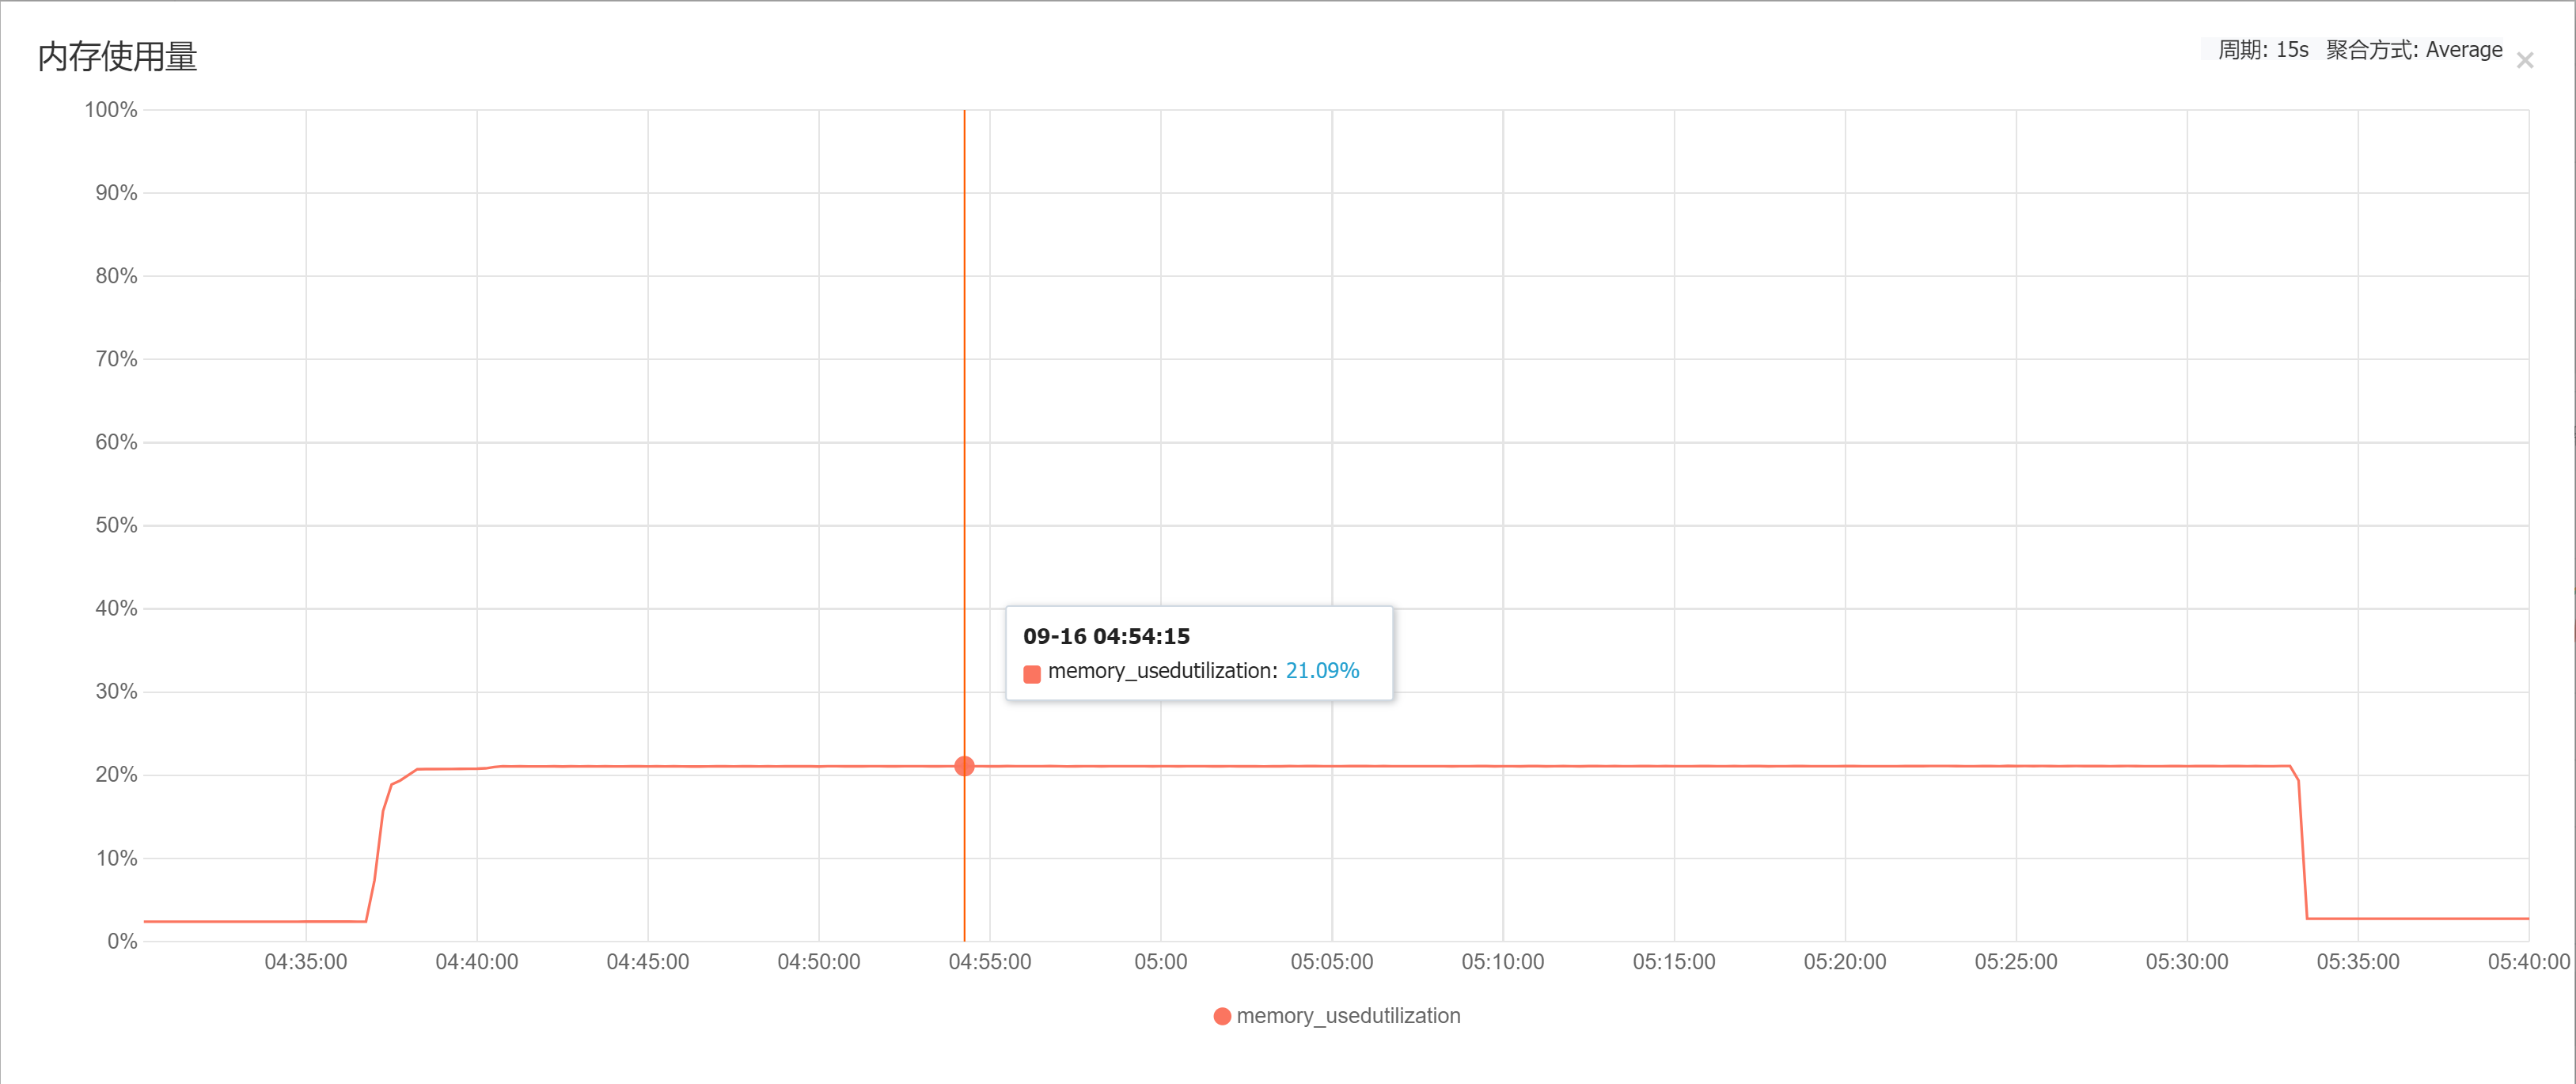 内存使用量
周期: 15s 聚合方式: Average
100%
90%
80%
70%
60%
50%
40%
30%
20%
10%
0%
09-16 04:54:15
memory_usedutilization: 21.09%
04:35:00 04:40:00 04:45:00 04:50:00 04:55:00 05:00 05:05:00 05:10:00 05:15:00 05:20:00 05:25:00 05:30:00 05:35:00 05:40:00
memory_usedutilization